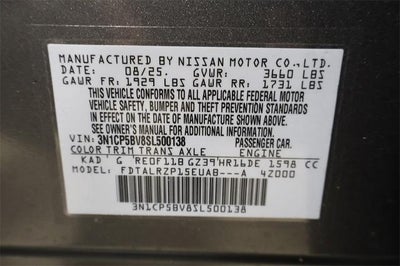 MANUFACTURED BY NISSAN MOTOR CO.,LTD.
DATE: 08/25. GVWR: 3660 LBS
GAWR FR: 1929 LBS GAWR RR: 1731 LBS
THIS VEHICLE CONFORMS TO ALL APPLICABLE FEDERAL MOTOR
VEHICLE SAFETY, BUMPER AND THEFT PREVENTION STANDARDS
IN EFFECT ON THE DATE OF MANUFACTURE SHOWN ABOVE.
SEE OWNER'S MANUAL FOR ADDITIONAL INFORMATION.
VIN: 3N1CP5BV8SL500138 PASSENGER CAR.
COLOR TRIM TRANS AXLE ENGINE
KAD G RE0F11B GZ39 HR16DE 1598 CC
MODEL: FDTALRZP15EUAB---A 4Z000
3N1CP5BV8SL500138